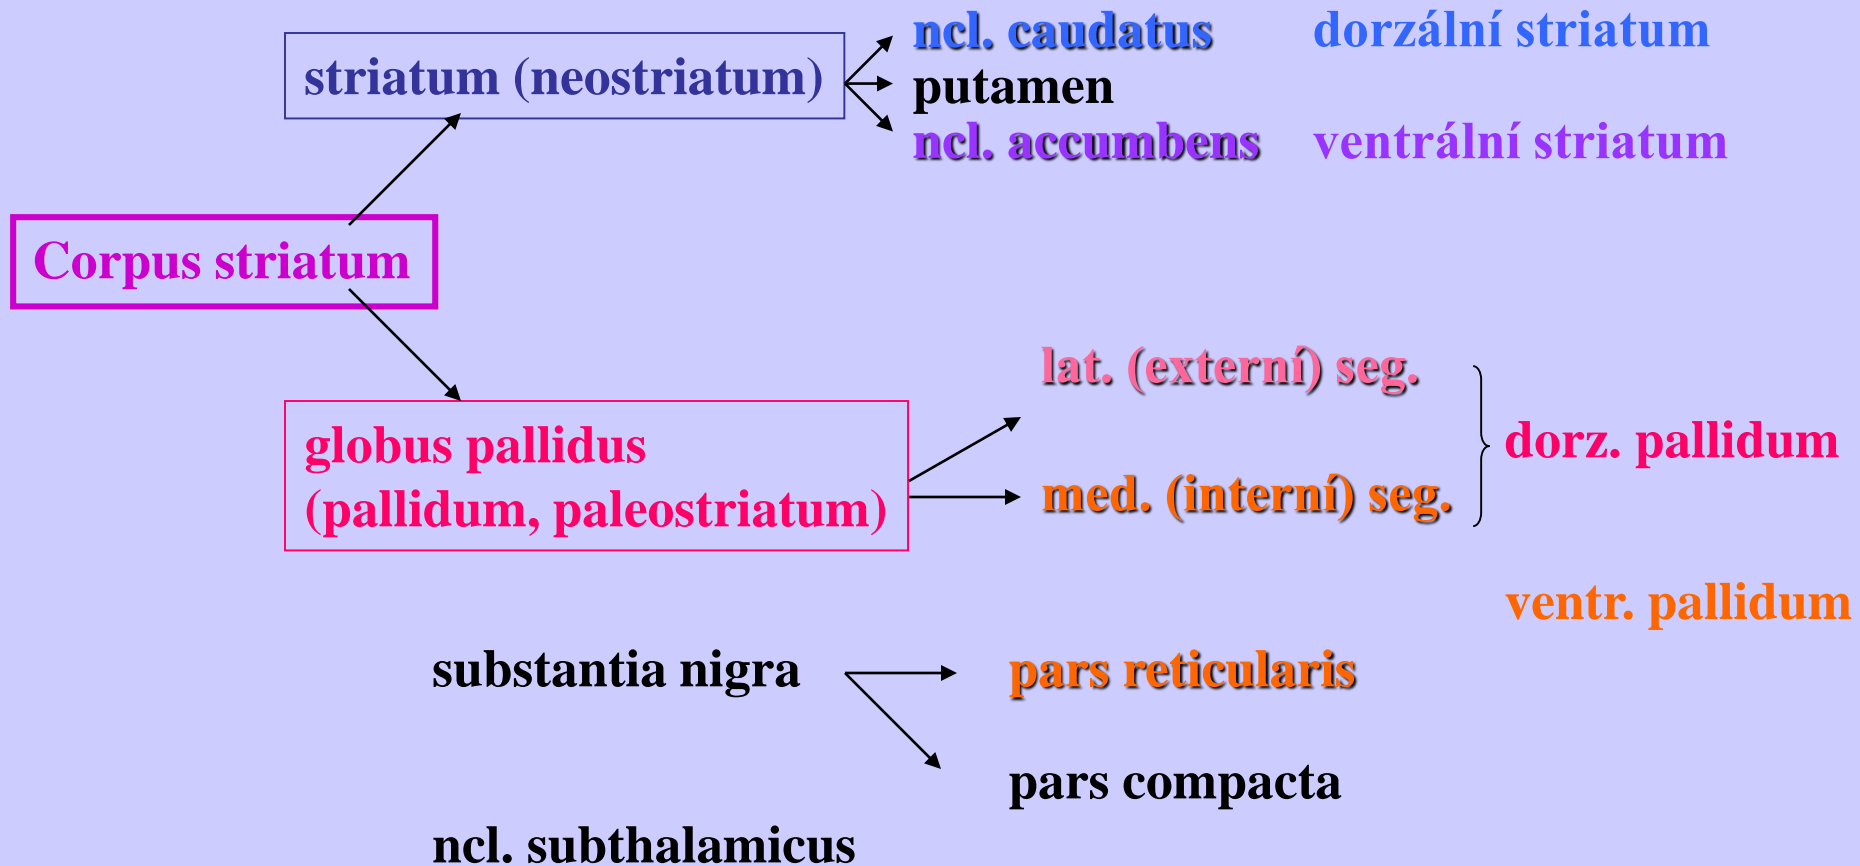 ncl. caudatus dorzální striatum
striatum (neostriatum)
putamen
ncl. accumbens ventrální striatum
Corpus striatum
lat. (externí) seg.
globus pallidus
(pallidum, paleostriatum)
dorz. pallidum
med. (interní) seg.
ventr. pallidum
substantia nigra
pars reticularis
pars compacta
ncl. subthalamicus